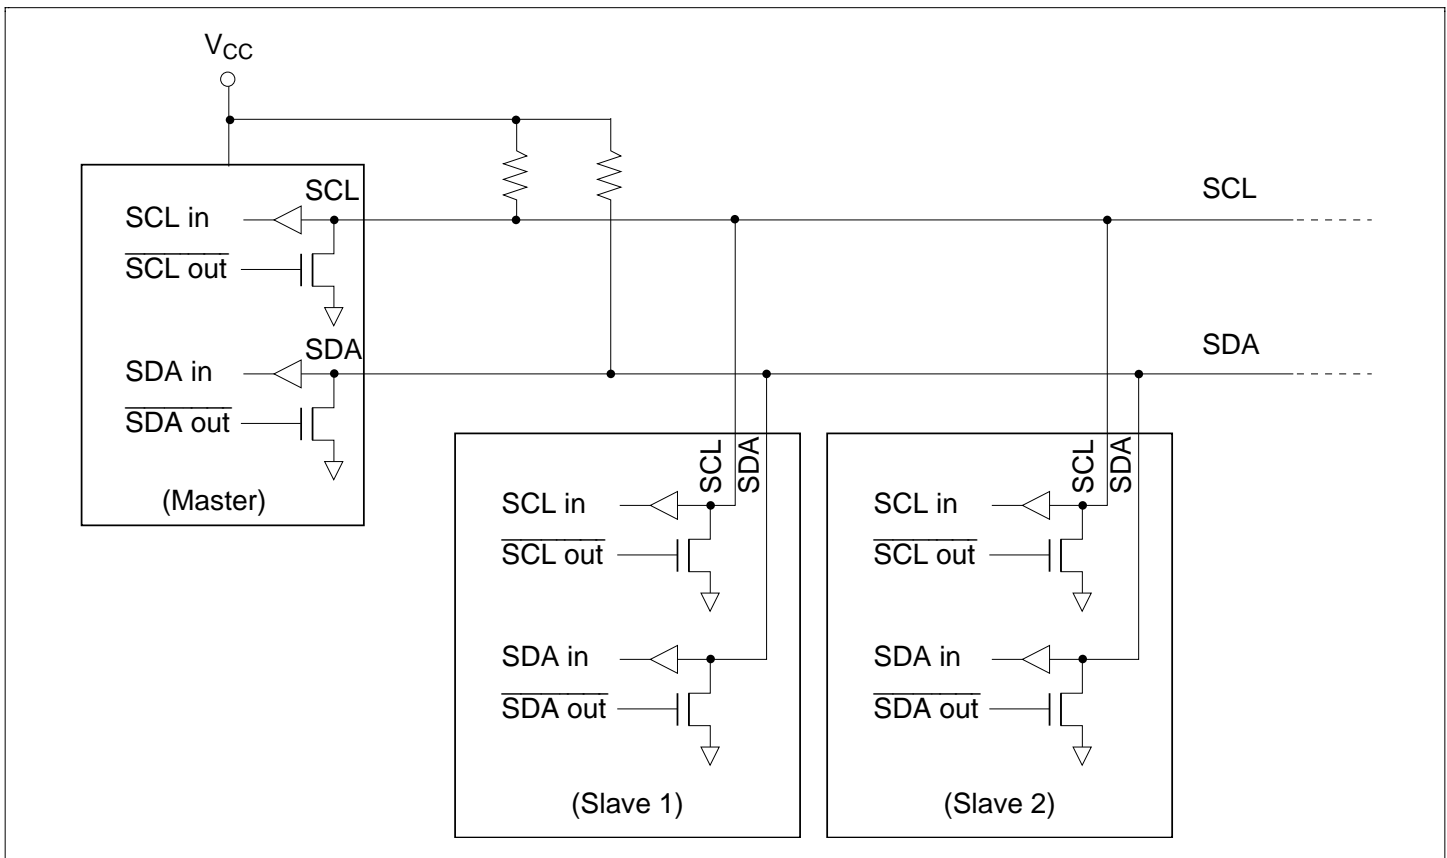 VCC
SCL
SCL in
SCL out
SDA
SDA in
SDA out
(Master)
SCL
SDA
SCL
SDA
SCL in
SCL out
SDA in
SDA out
(Slave 1)
SCL
SDA
SCL in
SCL out
SDA in
SDA out
(Slave 2)